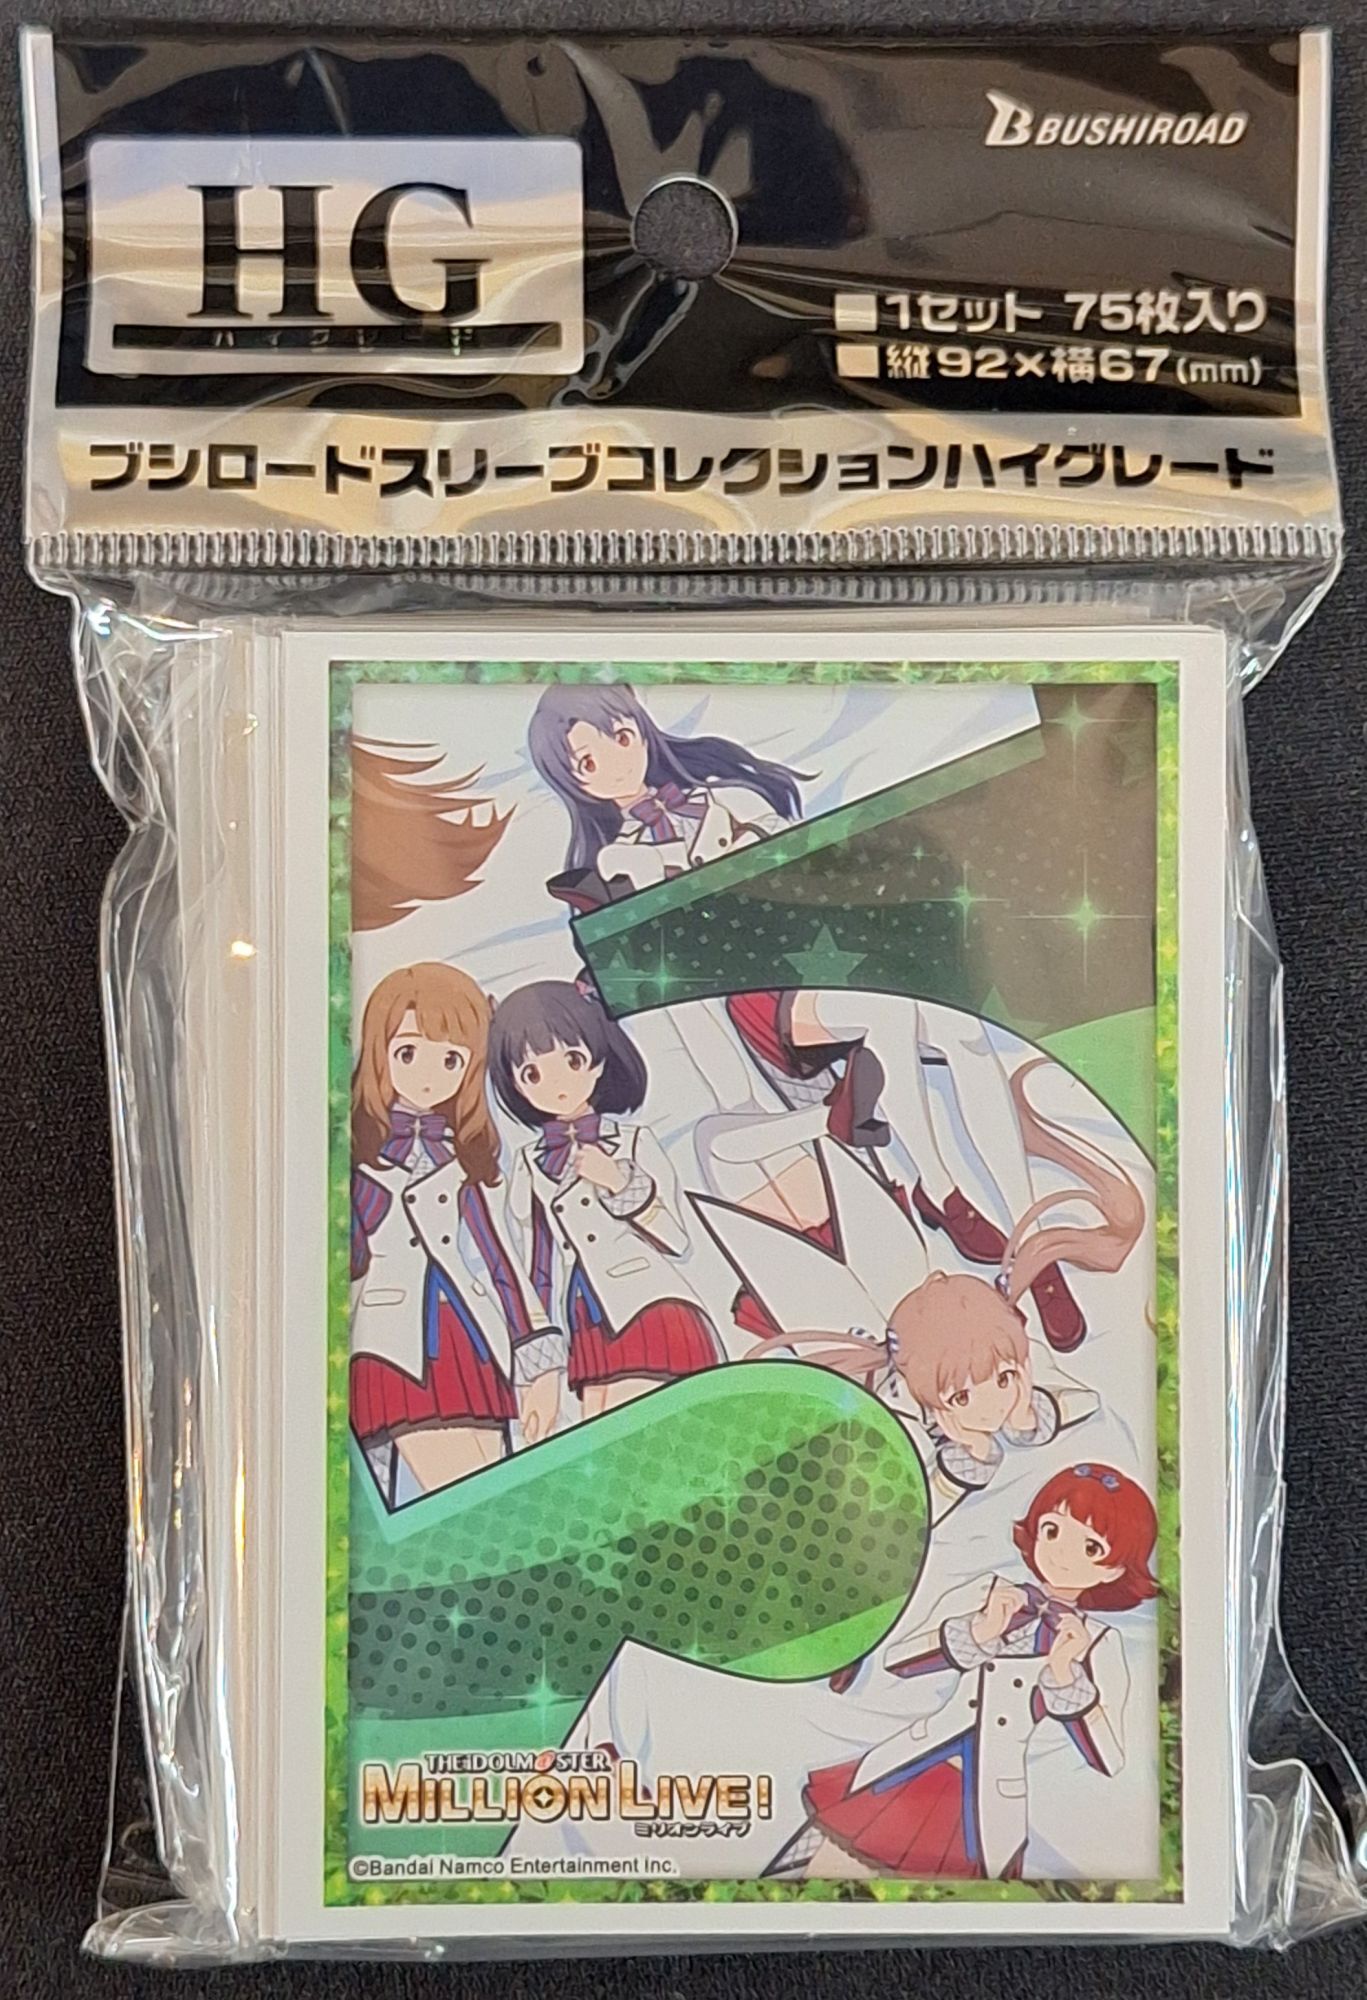 BUSHIROAD
HG
ハイグレード
■1セット 75枚入り
■縦92×横67(mm)
ブシロードスリーブコレクションハイグレード
THE IDOLM@STER
MILLION LIVE!
ミリオンライブ
©Bandai Namco Entertainment Inc.